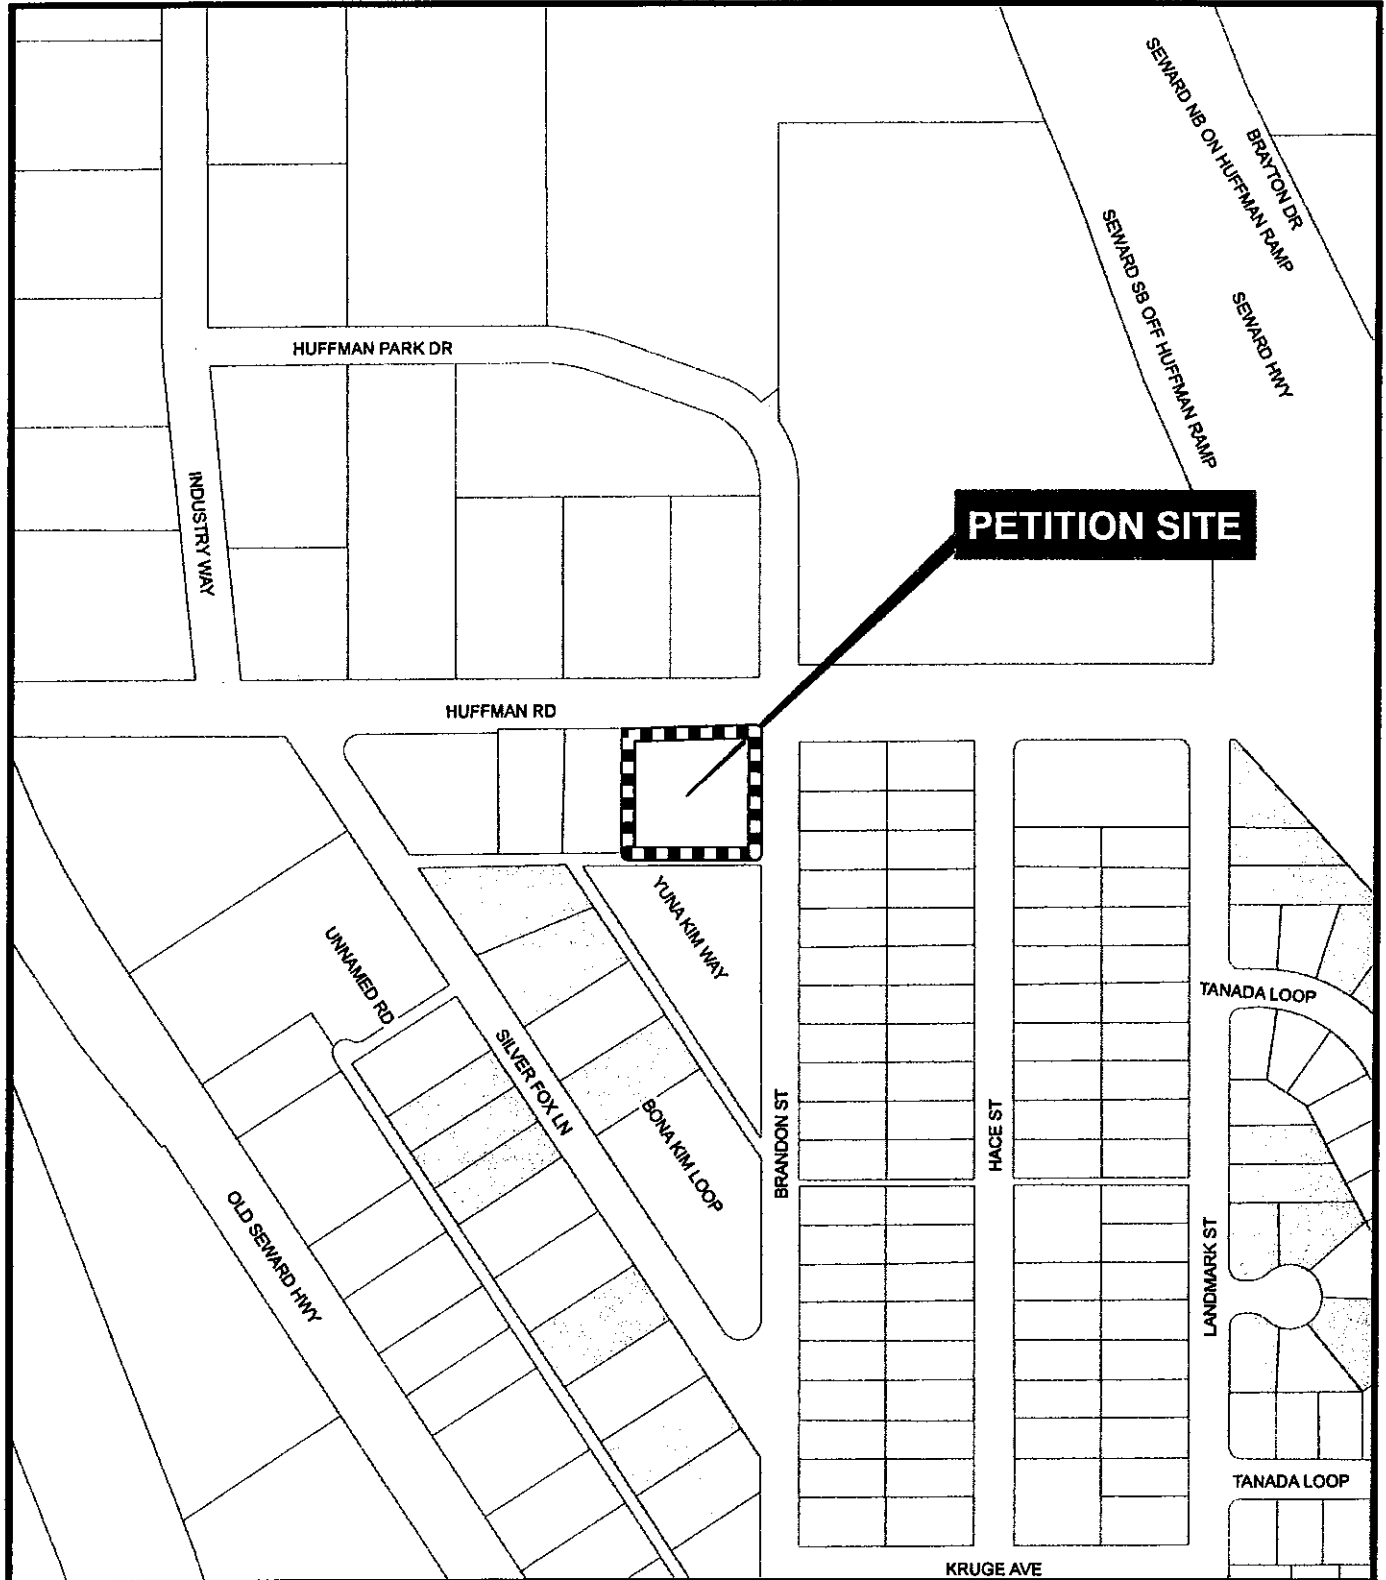 SEWARD NB ON HUFFMAN RAMP
BRAYTON DR
SEWARD SB OFF HUFFMAN RAMP
SEWARD HWY
HUFFMAN PARK DR
INDUSTRY WAY
PETITION SITE
HUFFMAN RD
YUNA KIM WAY
UNNAMED RD
TANADA LOOP
SILVER FOX LN
BONA KIM LOOP
BRANDON ST
HACE ST
OLD SEWARD HWY
LANDMARK ST
TANADA LOOP
KRUGE AVE